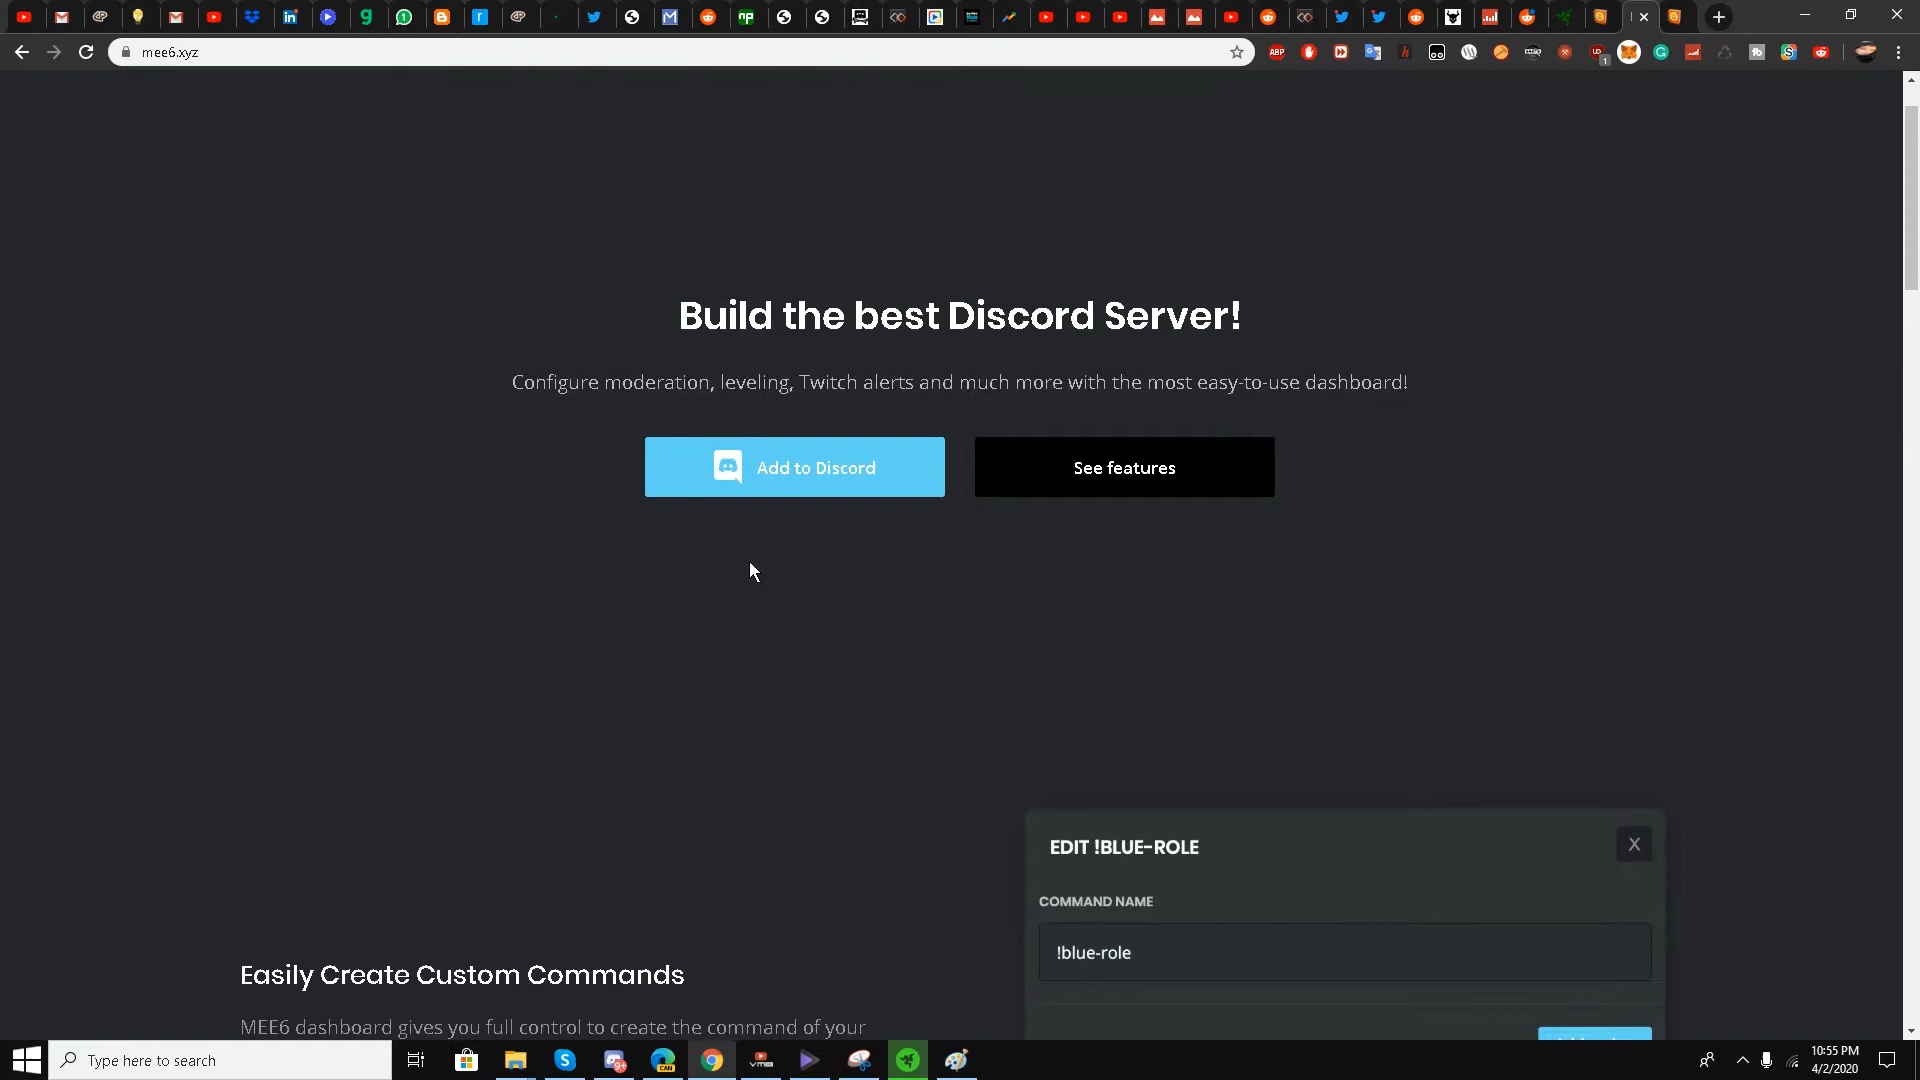 mee6.xyz
Build the best Discord Server!
Configure moderation, leveling, Twitch alerts and much more with the most easy-to-use dashboard!
Add to Discord
See features
EDIT !BLUE-ROLE
X
COMMAND NAME
!blue-role
Easily Create Custom Commands
MEE6 dashboard gives you full control to create the command of your
Type here to search
10:55 PM
4/2/2020